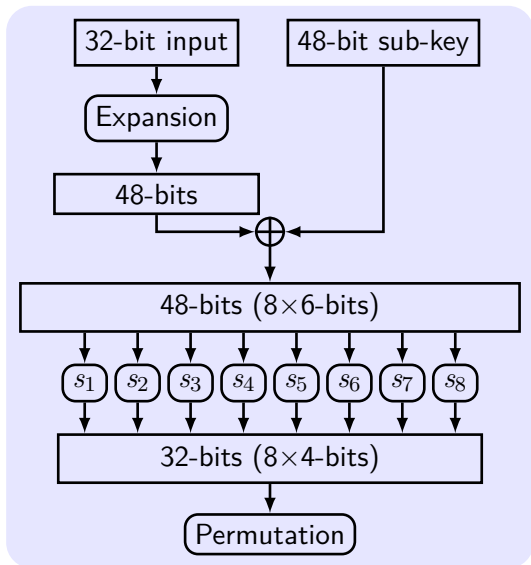 32-bit input
48-bit sub-key
Expansion
48-bits
48-bits (8×6-bits)
s₁ s₂ s₃ s₄ s₅ s₆ s₇ s₈
32-bits (8×4-bits)
Permutation